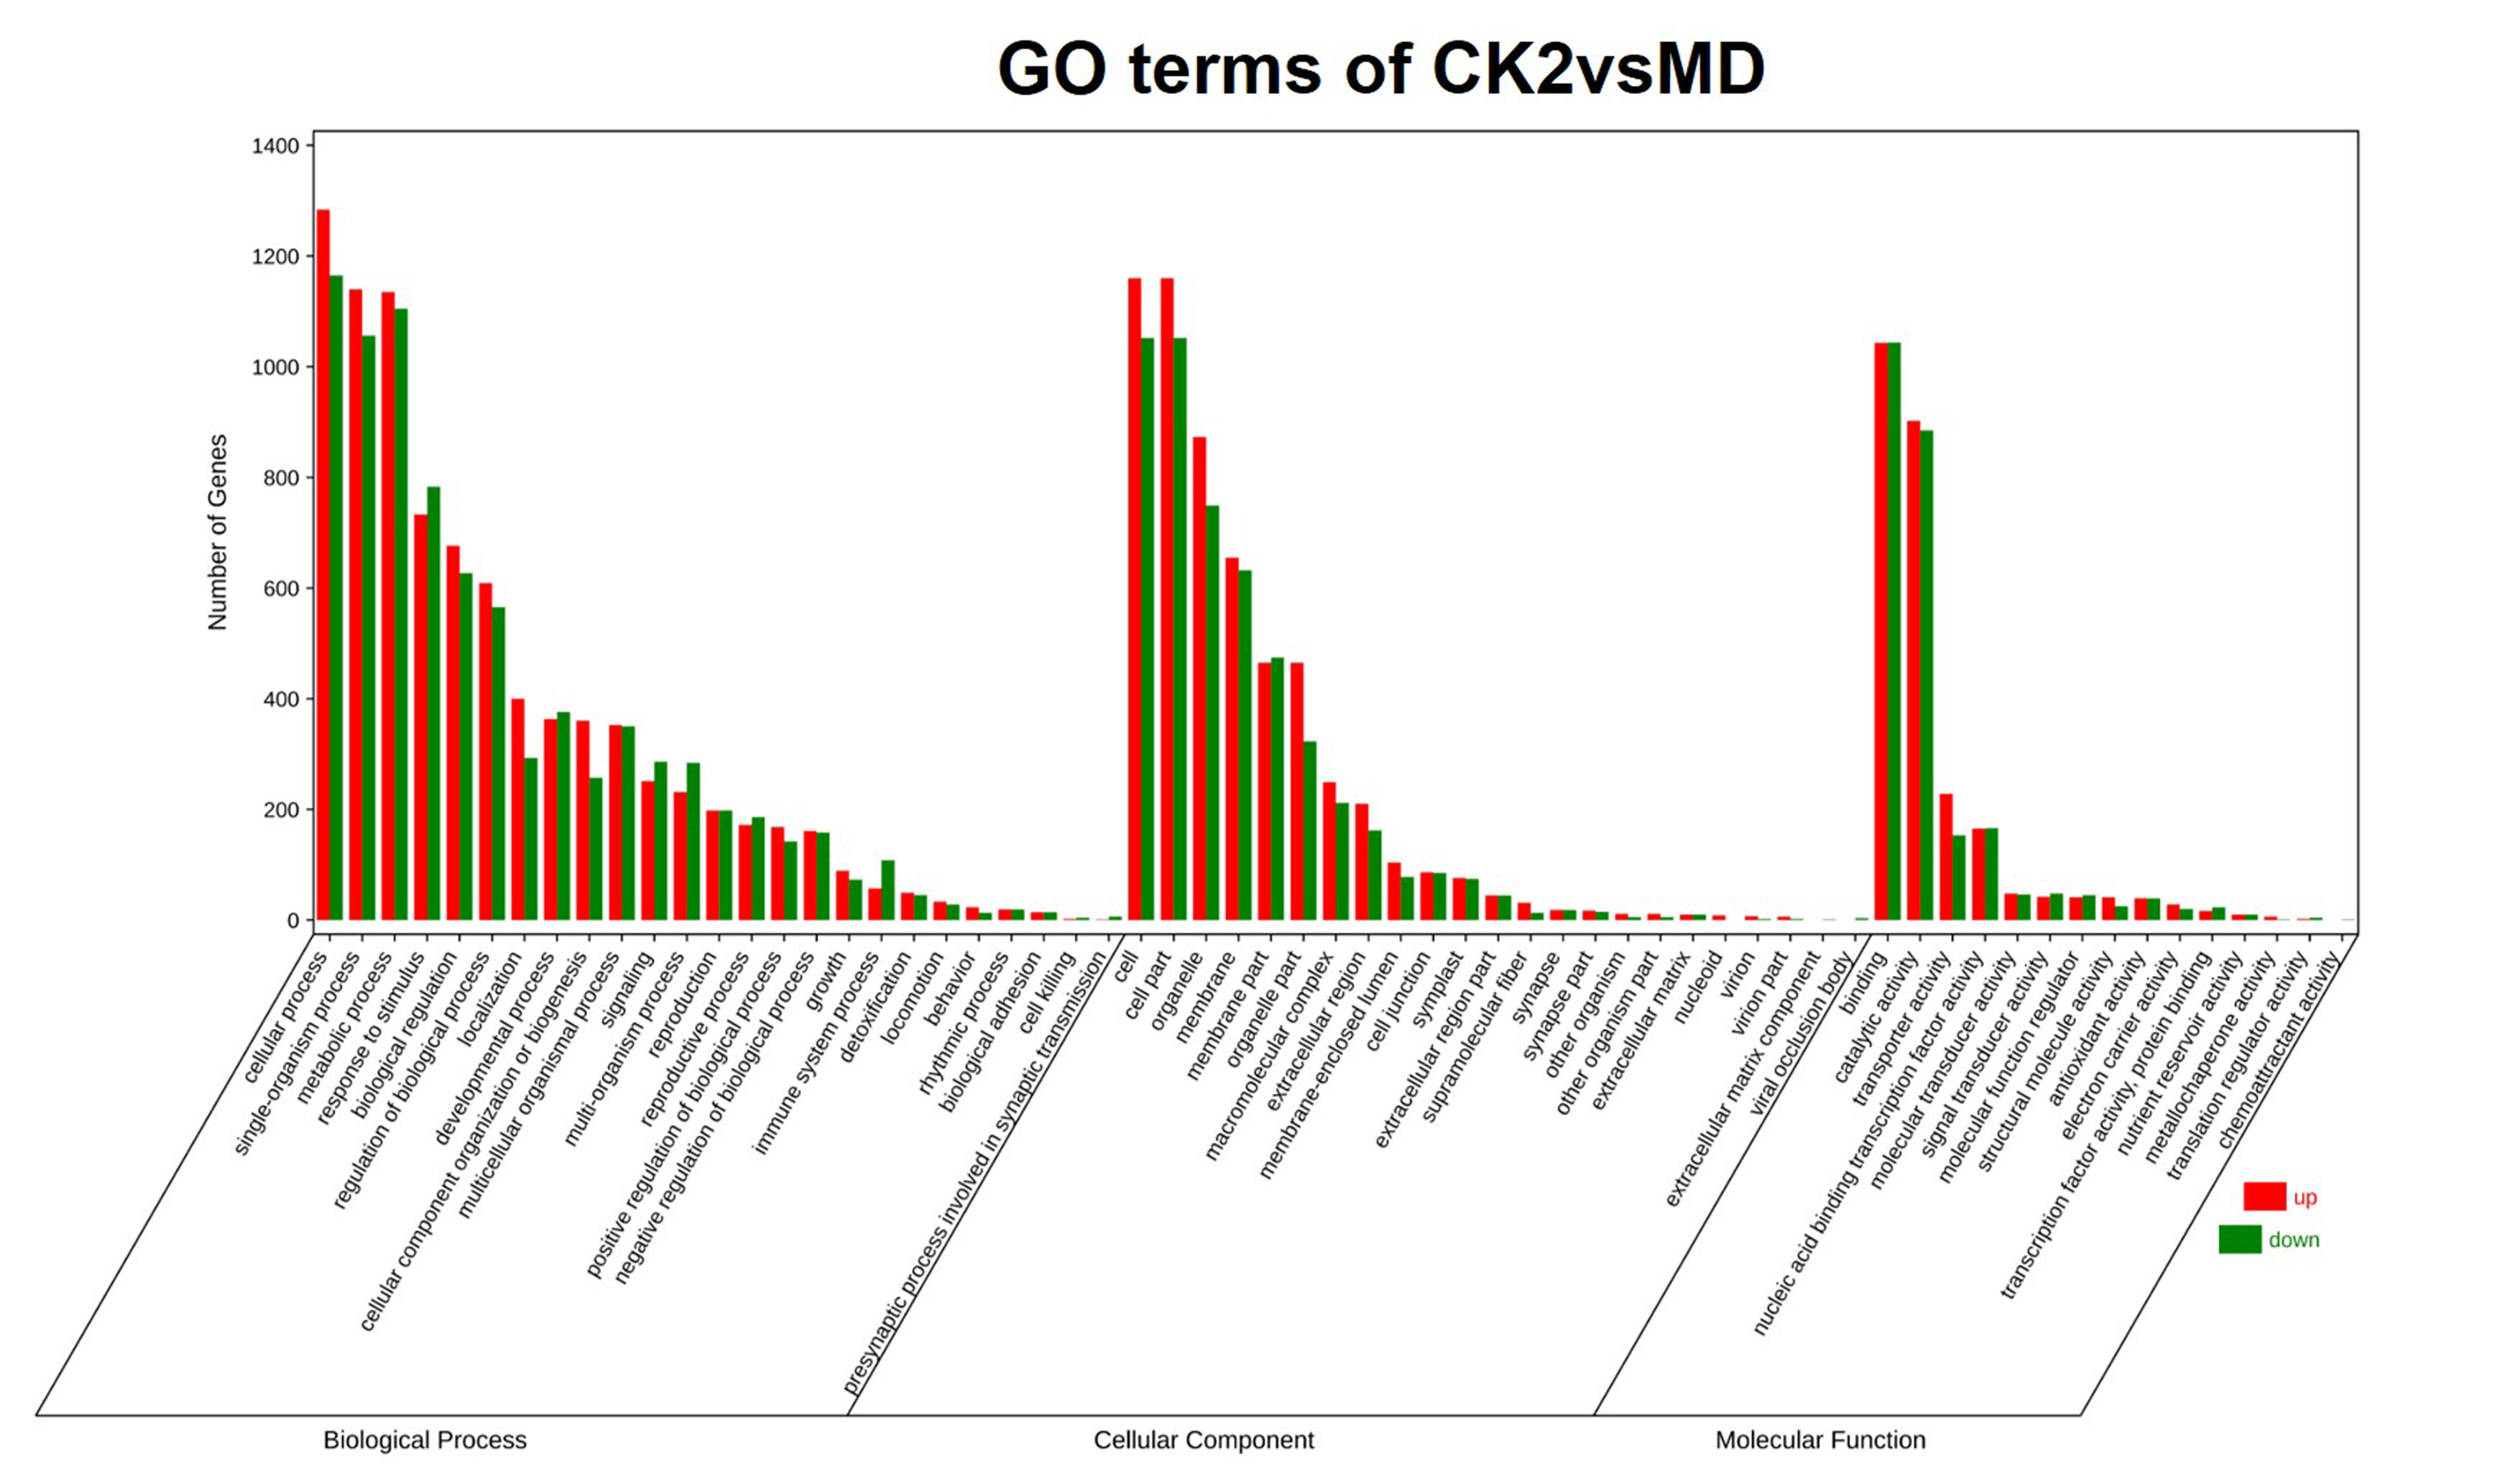 GO terms of CK2vsMD
Number of Genes
1400
1200
1000
800
600
400
200
0
cellular process
single-organism process
metabolic process
response to stimulus
biological regulation
regulation of biological process
localization
developmental process
cellular component organization or biogenesis
multicellular organismal process
signaling
multi-organism process
reproduction
reproductive process
positive regulation of biological process
negative regulation of biological process
growth
immune system process
detoxification
locomotion
behavior
rhythmic process
biological adhesion
cell killing
presynaptic process involved in synaptic transmission
cell
cell part
organelle
membrane
membrane part
organelle part
macromolecular complex
extracellular region
membrane-enclosed lumen
cell junction
symplast
extracellular region part
supramolecular fiber
synapse
synapse part
other organism
other organism part
extracellular matrix
nucleoid
virion
virion part
extracellular matrix component
viral occlusion body
binding
catalytic activity
transporter activity
nucleic acid binding transcription factor activity
molecular transducer activity
signal transducer activity
molecular function regulator
structural molecule activity
antioxidant activity
electron carrier activity
transcription factor activity, protein binding
nutrient reservoir activity
metallochaperone activity
translation regulator activity
chemoattractant activity
up
down
Biological Process
Cellular Component
Molecular Function